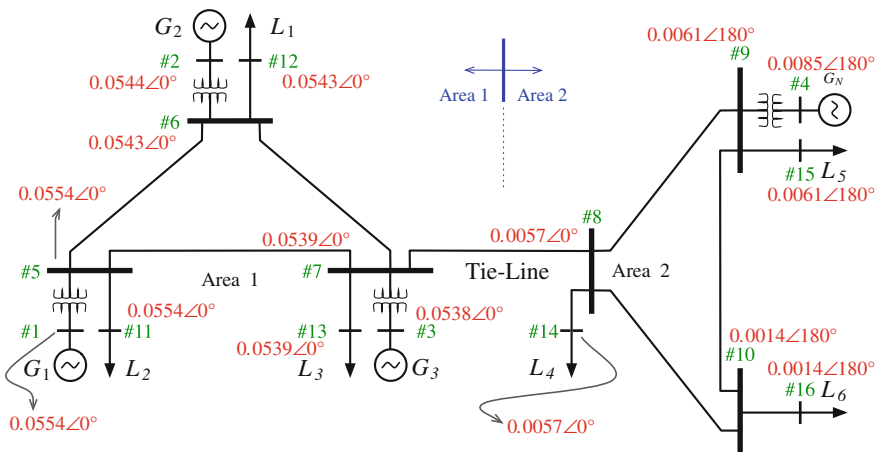 G₂
L₁
#2
#12
0.0544∠0°
0.0543∠0°
#6
0.0543∠0°
Area 1
Area 2
0.0061∠180°
#9
0.0085∠180°
#4
G_N
#15
L₅
0.0061∠180°
0.0554∠0°
0.0539∠0°
0.0057∠0°
#8
#5
Area 1
#7
Tie-Line
Area 2
0.0554∠0°
0.0538∠0°
#1
#11
#13
#3
#14
0.0539∠0°
G₁
L₂
L₃
G₃
L₄
0.0014∠180°
#10
0.0014∠180°
#16
L₆
0.0554∠0°
0.0057∠0°